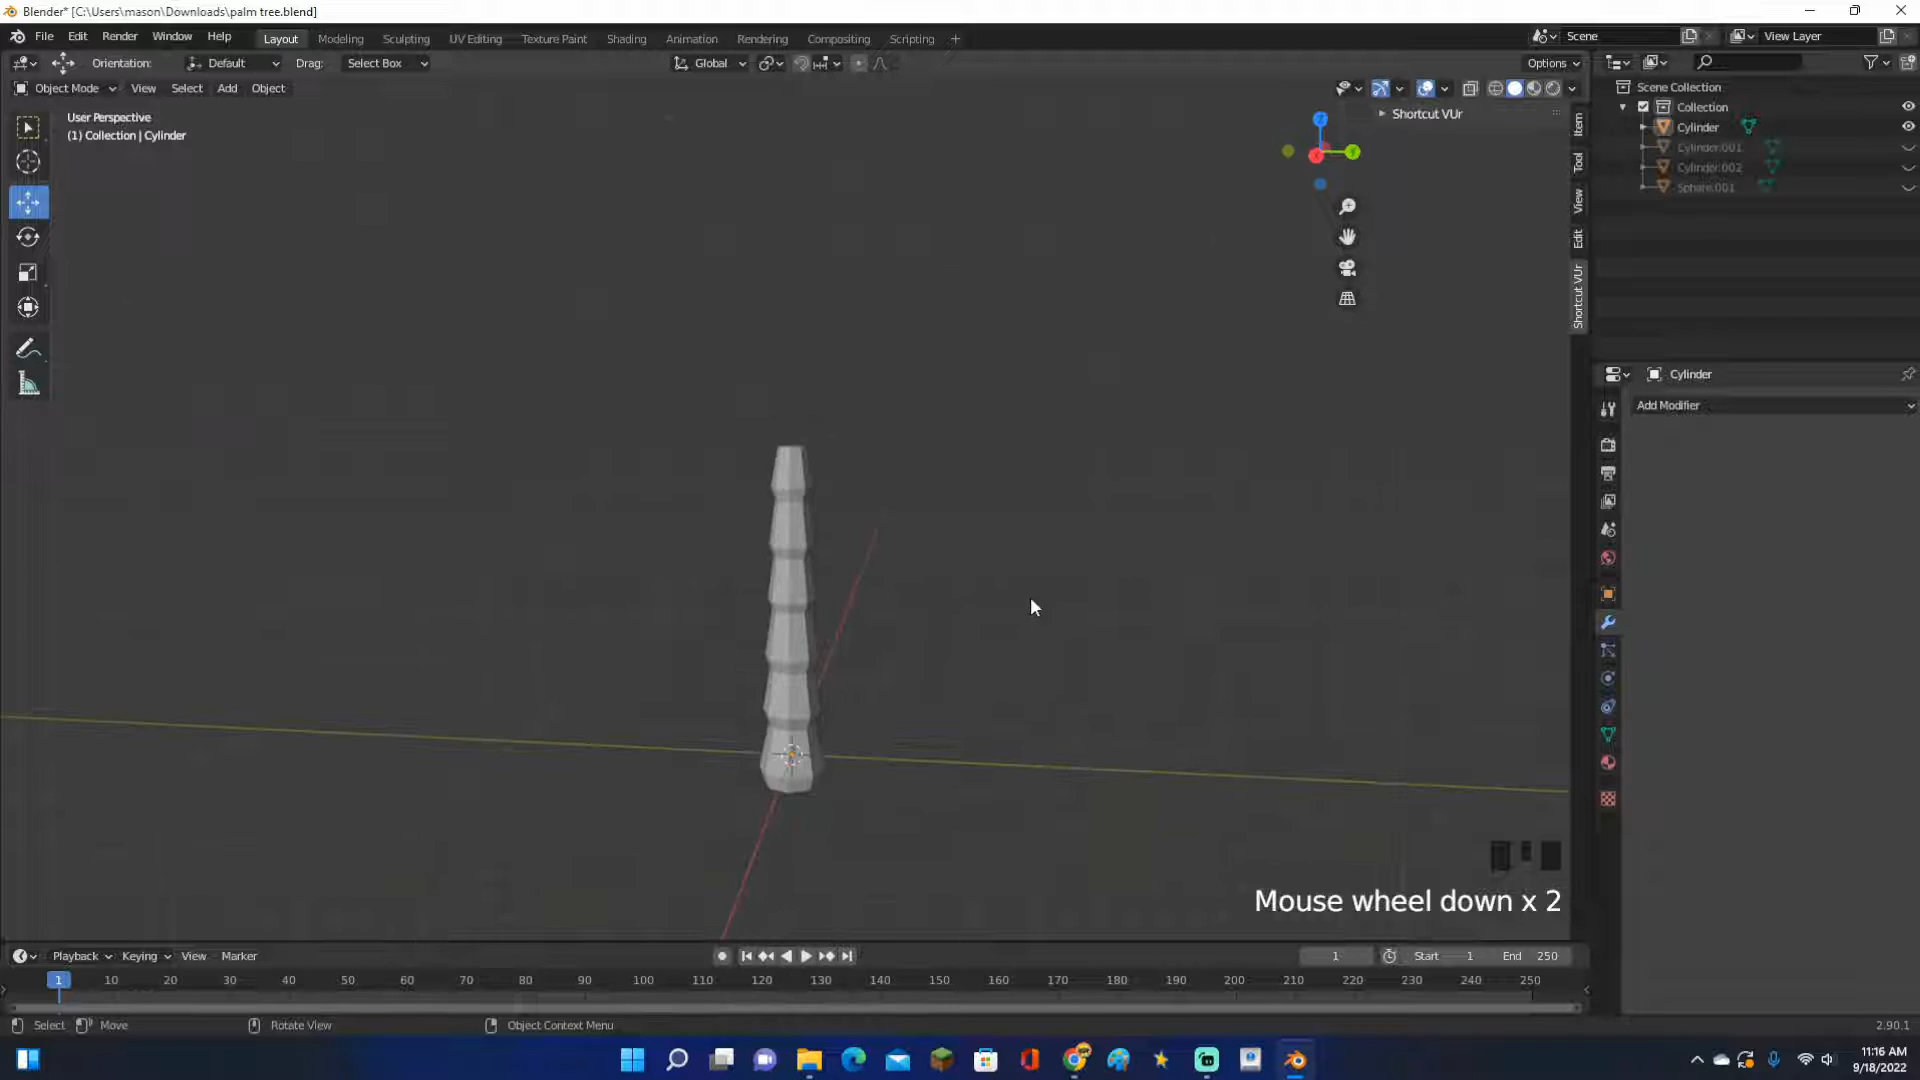 Blender* [C:\Users\mason\Downloads\palm tree.blend]
File Edit Render Window Help Layout Modeling Sculpting UV Editing Texture Paint Shading Animation Rendering Compositing Scripting + Scene View Layer
Orientation: Default Drag: Select Box Global Options
Object Mode View Select Add Object
Scene Collection
Collection
Cylinder
Cylinder.001
Cylinder.002
Sphere.001
User Perspective
(1) Collection | Cylinder
Shortcut VUr
Item
Tool
View
Edit
Shortcut VUr
Cylinder
Add Modifier
Mouse wheel down x 2
Playback Keying View Marker 1 Start 1 End 250
1 10 20 30 40 50 60 70 80 90 100 110 120 130 140 150 160 170 180 190 200 210 220 230 240 250
Select Move Rotate View Object Context Menu 2.90.1
11:16 AM
9/18/2022